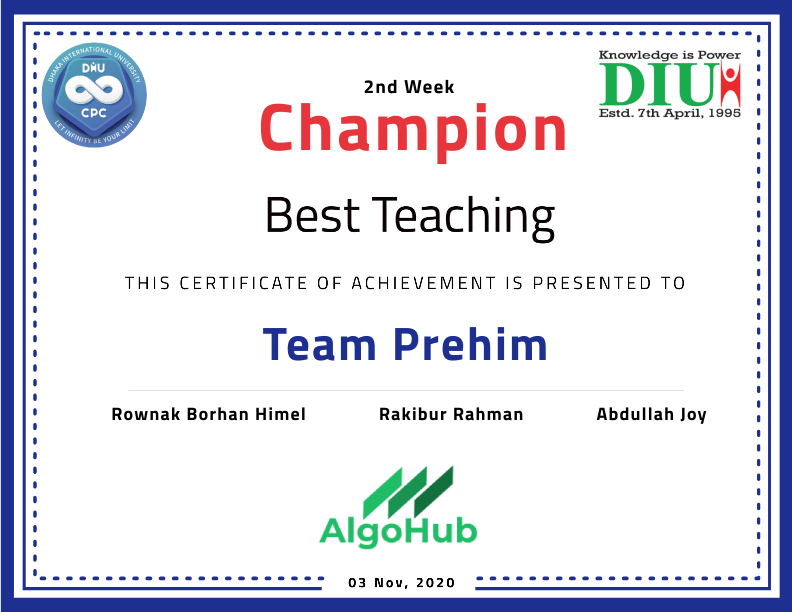 DHAKA INTERNATIONAL UNIVERSITY
DIU
CPC
LET INFINITY BE YOUR LIMIT
Knowledge is Power
DIU
Estd. 7th April, 1995
2nd Week
Champion
Best Teaching
THIS CERTIFICATE OF ACHIEVEMENT IS PRESENTED TO
Team Prehim
Rownak Borhan Himel Rakibur Rahman Abdullah Joy
AlgoHub
03 Nov, 2020